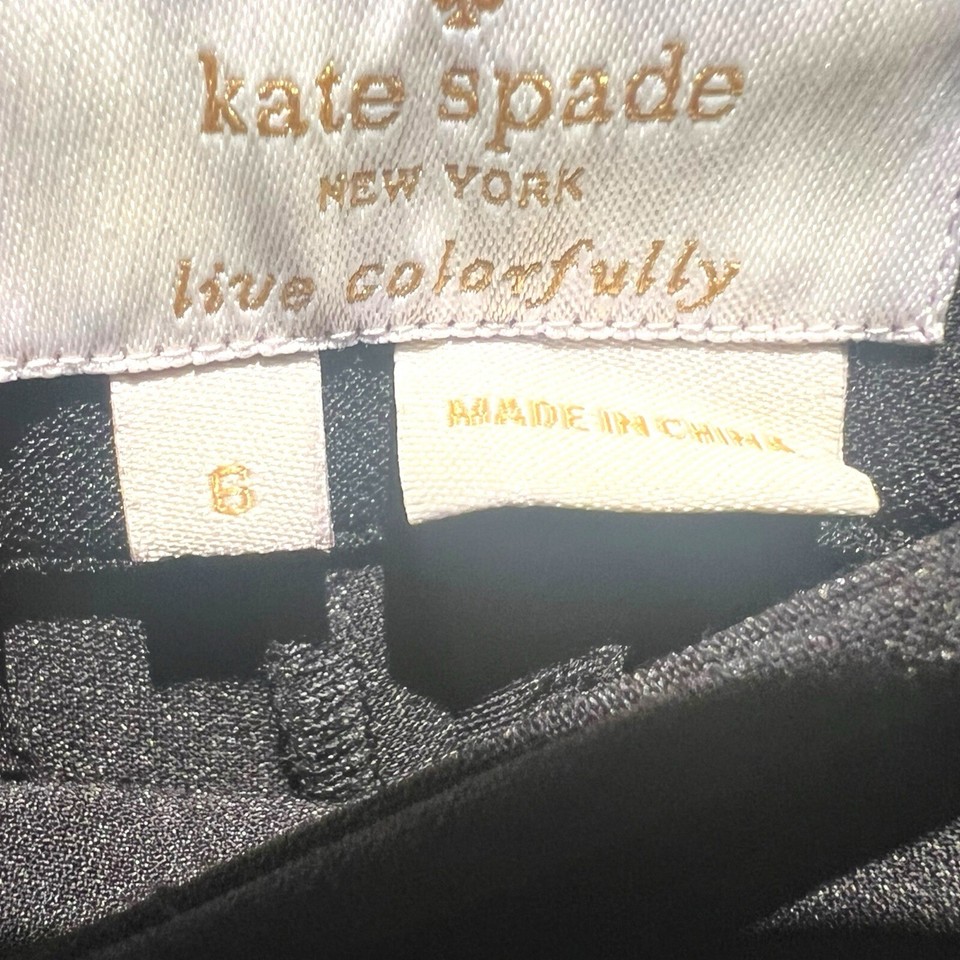 kate spade
NEW YORK
live colorfully
6
MADE IN CHINA